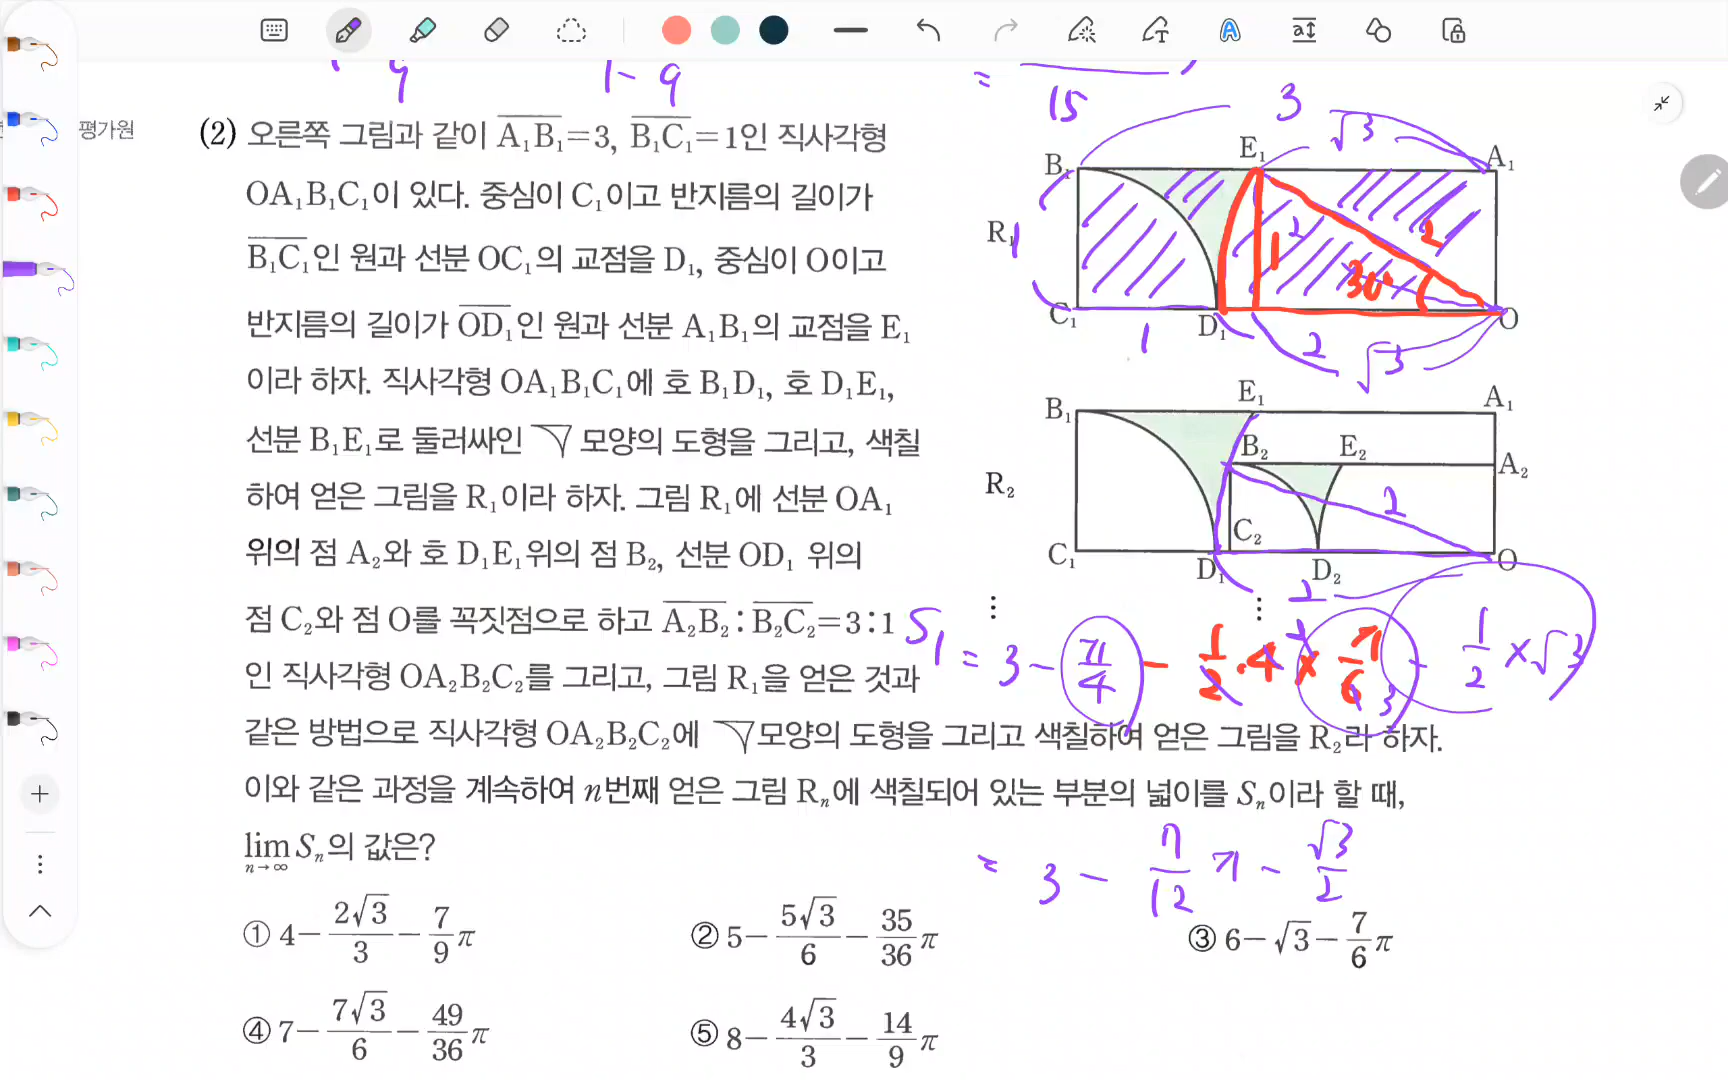 평가원
= 15
1-9
(2) 오른쪽 그림과 같이 A₁B₁=3, B₁C₁=1인 직사각형
OA₁B₁C₁이 있다. 중심이 C₁이고 반지름의 길이가
B₁C₁인 원과 선분 OC₁의 교점을 D₁, 중심이 O이고
반지름의 길이가 OD₁인 원과 선분 A₁B₁의 교점을 E₁
이라 하자. 직사각형 OA₁B₁C₁에 호 B₁D₁, 호 D₁E₁,
선분 B₁E₁로 둘러싸인 ▽ 모양의 도형을 그리고, 색칠
하여 얻은 그림을 R₁이라 하자. 그림 R₁에 선분 OA₁
위의 점 A₂와 호 D₁E₁위의 점 B₂, 선분 OD₁ 위의
점 C₂와 점 O를 꼭짓점으로 하고 A₂B₂ : B₂C₂=3 : 1
인 직사각형 OA₂B₂C₂를 그리고, 그림 R₁을 얻은 것과
같은 방법으로 직사각형 OA₂B₂C₂에 ▽모양의 도형을 그리고 색칠하여 얻은 그림을 R₂라 하자.
이와 같은 과정을 계속하여 n번째 얻은 그림 Rₙ에 색칠되어 있는 부분의 넓이를 Sₙ이라 할 때,
lim n→∞ Sₙ의 값은?
① 4-2√3/3-7/9π
② 5-5√3/6-35/36π
③ 6-√3-7/6π
④ 7-7√3/6-49/36π
⑤ 8-4√3/3-14/9π
3
√3
B₁ E₁ A₁
R₁ 1 1 2 2
30°
C₁ D₁ O
1 2 √3
B₁ E₁ A₁
B₂ E₂ A₂
R₂ 2
C₂
C₁ D₁ D₂ O
⋮ ⋮ 2
S₁ = 3 - π/4 - 1/2·4×π/6 - 1/2×√3
= 3 - 7/12 π - √3/2